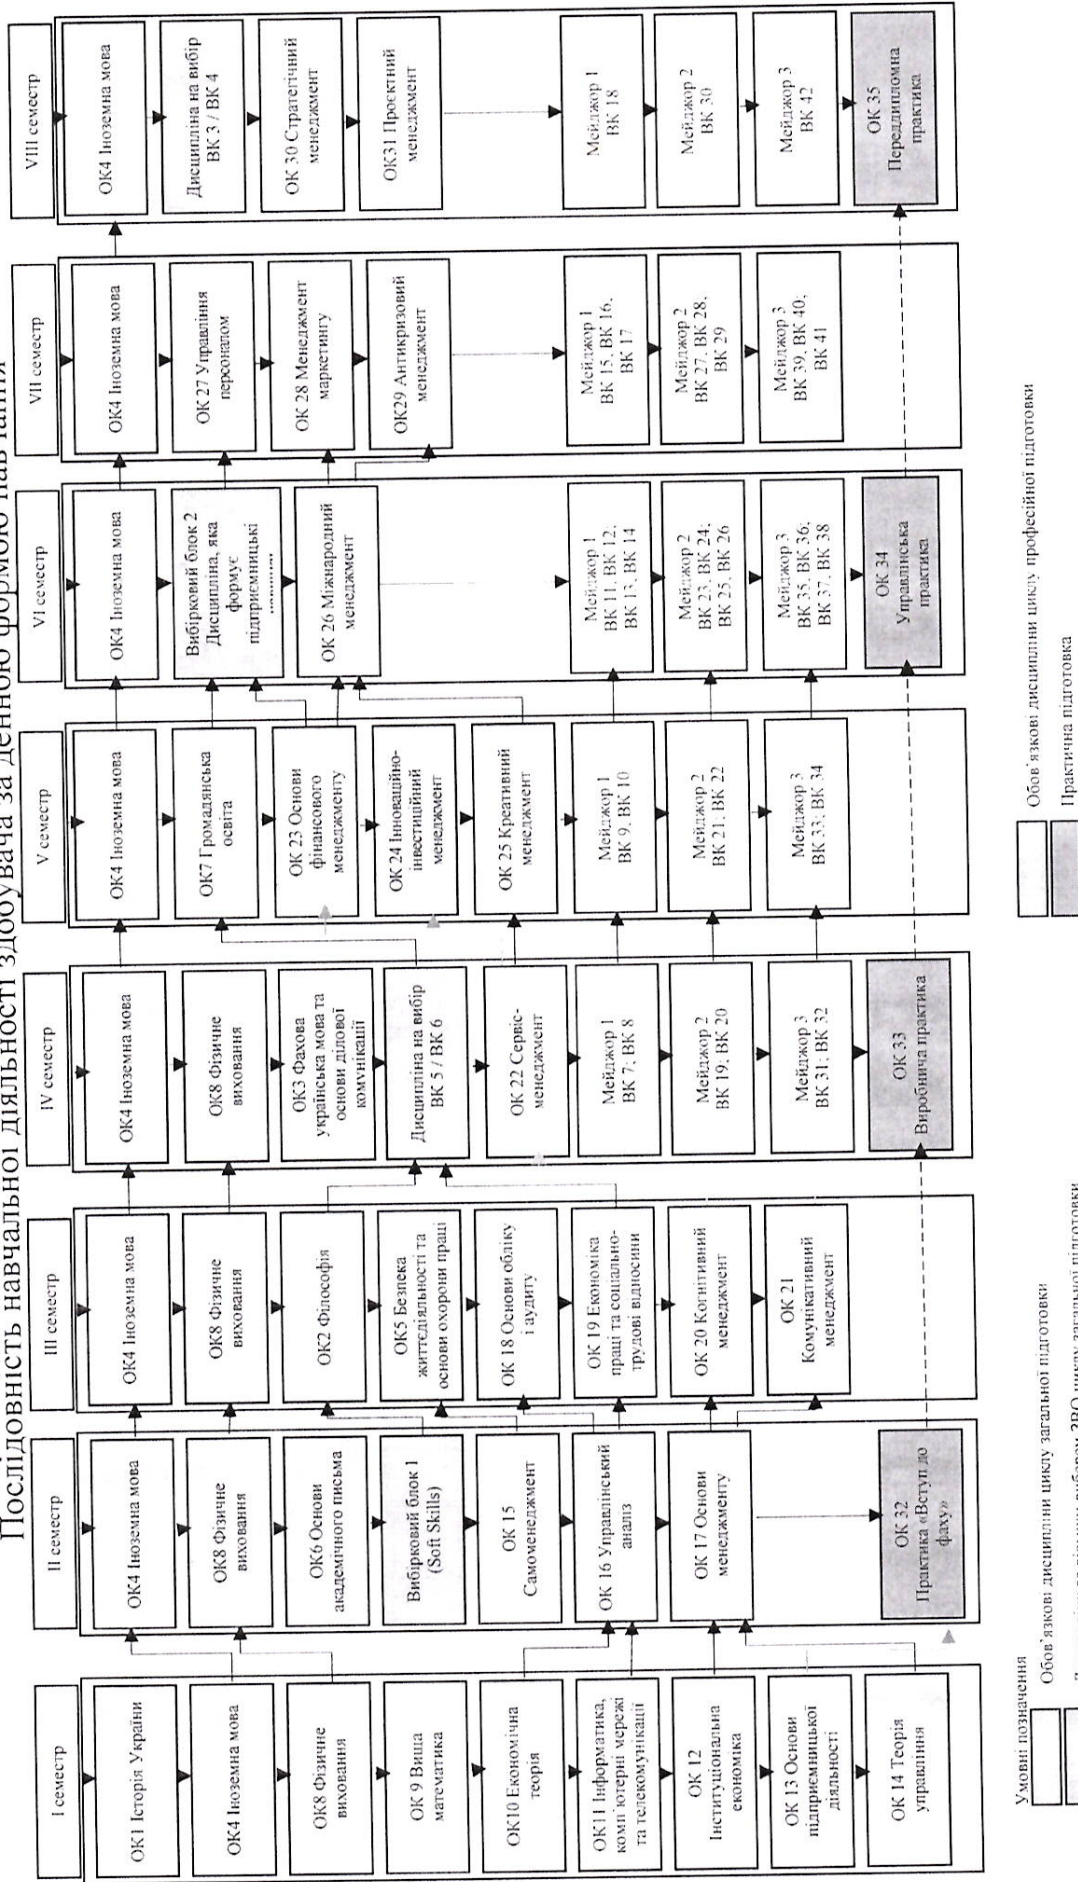 Послідовність навчальної діяльності здобувача за денною формою навчання
I семестр
ОК1 Історія України
ОК4 Іноземна мова
ОК8 Фізичне
виховання
ОК 9 Вища
математика
ОК10 Економічна
теорія
ОК11 Інформатика,
комп'ютерні мережі
та телекомунікації
ОК 12
Інституціональна
економіка
ОК 13 Основи
підприємницької
діяльності
ОК 14 Теорія
управління
II семестр
ОК4 Іноземна мова
ОК8 Фізичне
виховання
ОК6 Основи
академічного письма
Вибірковий блок 1
(Soft Skills)
ОК 15
Самоменеджмент
ОК 16 Управлінський
аналіз
ОК 17 Основи
менеджменту
ОК 32
Практика «Вступ до
фаху»
III семестр
ОК4 Іноземна мова
ОК8 Фізичне
виховання
ОК2 Філософія
ОК5 Безпека
життєдіяльності та
основи охорони праці
ОК 18 Основи обліку
і аудиту
ОК 19 Економіка
праці та соціально-
трудові відносини
ОК 20 Когнітивний
менеджмент
ОК 21
Комунікативний
менеджмент
IV семестр
ОК4 Іноземна мова
ОК8 Фізичне
виховання
ОК3 Фахова
українська мова та
основи ділової
комунікації
Дисципліна на вибір
ВК 5 / ВК 6
ОК 22 Сервіс-
менеджмент
Мейджор 1
ВК 7; ВК 8
Мейджор 2
ВК 19; ВК 20
Мейджор 3
ВК 31; ВК 32
ОК 33
Виробнича практика
V семестр
ОК4 Іноземна мова
ОК7 Громадянська
освіта
ОК 23 Основи
фінансового
менеджменту
ОК 24 Інноваційно-
інвестиційний
менеджмент
ОК 25 Креативний
менеджмент
Мейджор 1
ВК 9, ВК 10
Мейджор 2
ВК 21; ВК 22
Мейджор 3
ВК 33; ВК 34
VI семестр
ОК4 Іноземна мова
Вибірковий блок 2
Дисципліна, яка
формує
підприємницькі
ОК 26 Міжнародний
менеджмент
Мейджор 1
ВК 11, ВК 12,
ВК 13, ВК 14
Мейджор 2
ВК 23, ВК 24;
ВК 25, ВК 26
Мейджор 3
ВК 35, ВК 36;
ВК 37, ВК 38
ОК 34
Управлінська
практика
VII семестр
ОК4 Іноземна мова
ОК 27 Управління
персоналом
ОК 28 Менеджмент
маркетингу
ОК29 Антикризовий
менеджмент
Мейджор 1
ВК 15, ВК 16,
ВК 17
Мейджор 2
ВК 27, ВК 28,
ВК 29
Мейджор 3
ВК 39, ВК 40,
ВК 41
VIII семестр
ОК4 Іноземна мова
Дисципліна на вибір
ВК 3 / ВК 4
ОК 30 Стратегічний
менеджмент
ОК31 Проєктний
менеджмент
Мейджор 1
ВК 18
Мейджор 2
ВК 30
Мейджор 3
ВК 42
ОК 35
Переддипломна
практика
Умовні позначення
Обов'язкові дисципліни циклу загальної підготовки
Обов'язкові дисципліни циклу професійної підготовки
Практична підготовка